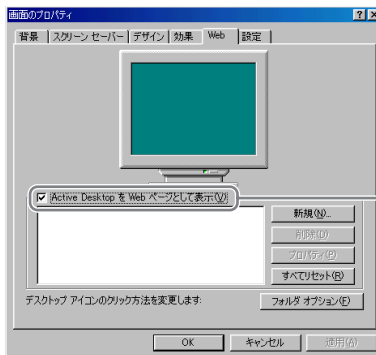 画面のプロパティ
背景 スクリーン セーバー デザイン 効果 Web 設定
Active Desktop を Web ページとして表示(V)
新規(N)...
削除(D)
プロパティ(P)
すべてリセット(R)
デスクトップ アイコンのクリック方法を変更します:
フォルダ オプション(F)
OK キャンセル 適用(A)